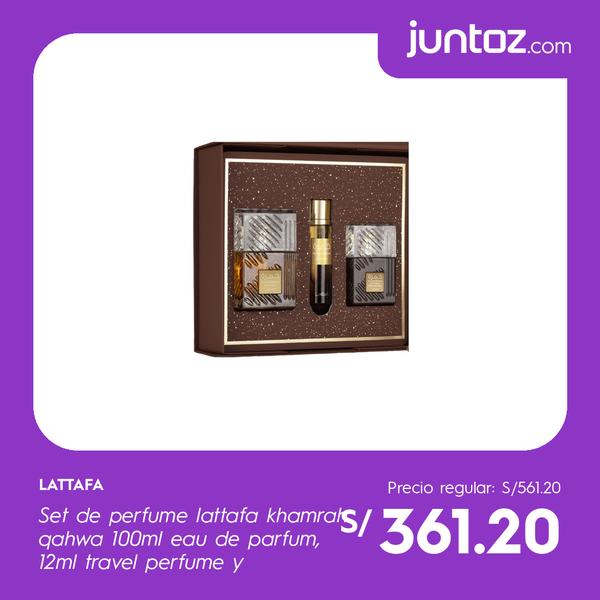 juntoz.com
LATTAFA
Set de perfume lattafa khamrah
qahwa 100ml eau de parfum,
12ml travel perfume y
Precio regular: S/561.20
S/361.20